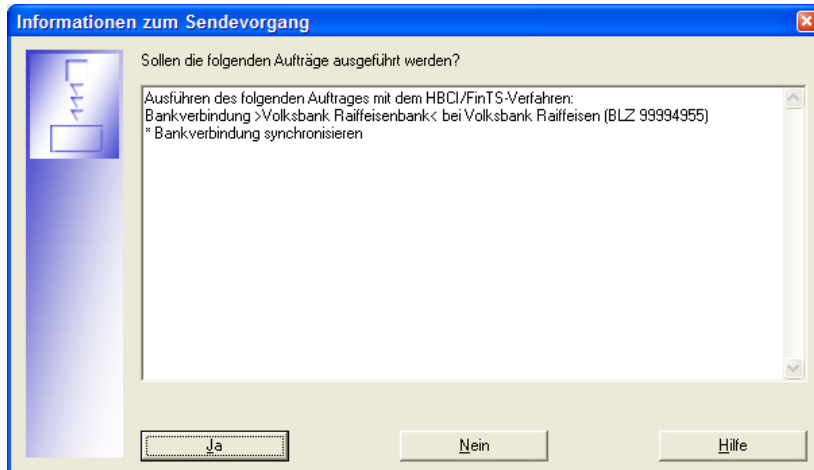 Informationen zum Sendevorgang
Sollen die folgenden Aufträge ausgeführt werden?
Ausführen des folgenden Auftrages mit dem HBCI/FinTS-Verfahren:
Bankverbindung >Volksbank Raiffeisenbank< bei Volksbank Raiffeisen (BLZ 99994955)
* Bankverbindung synchronisieren
Ja Nein Hilfe